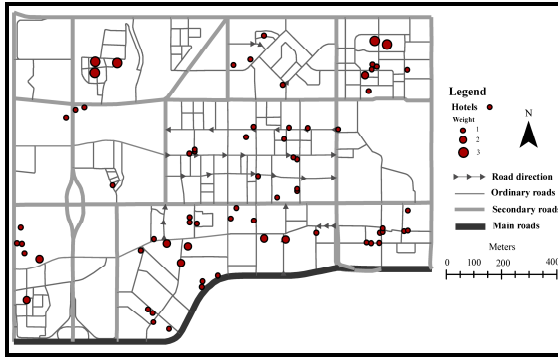 Legend
Hotels
N
Weight
1
2
3
Road direction
Ordinary roads
Secondary roads
Main roads
Meters
0 100 200 400